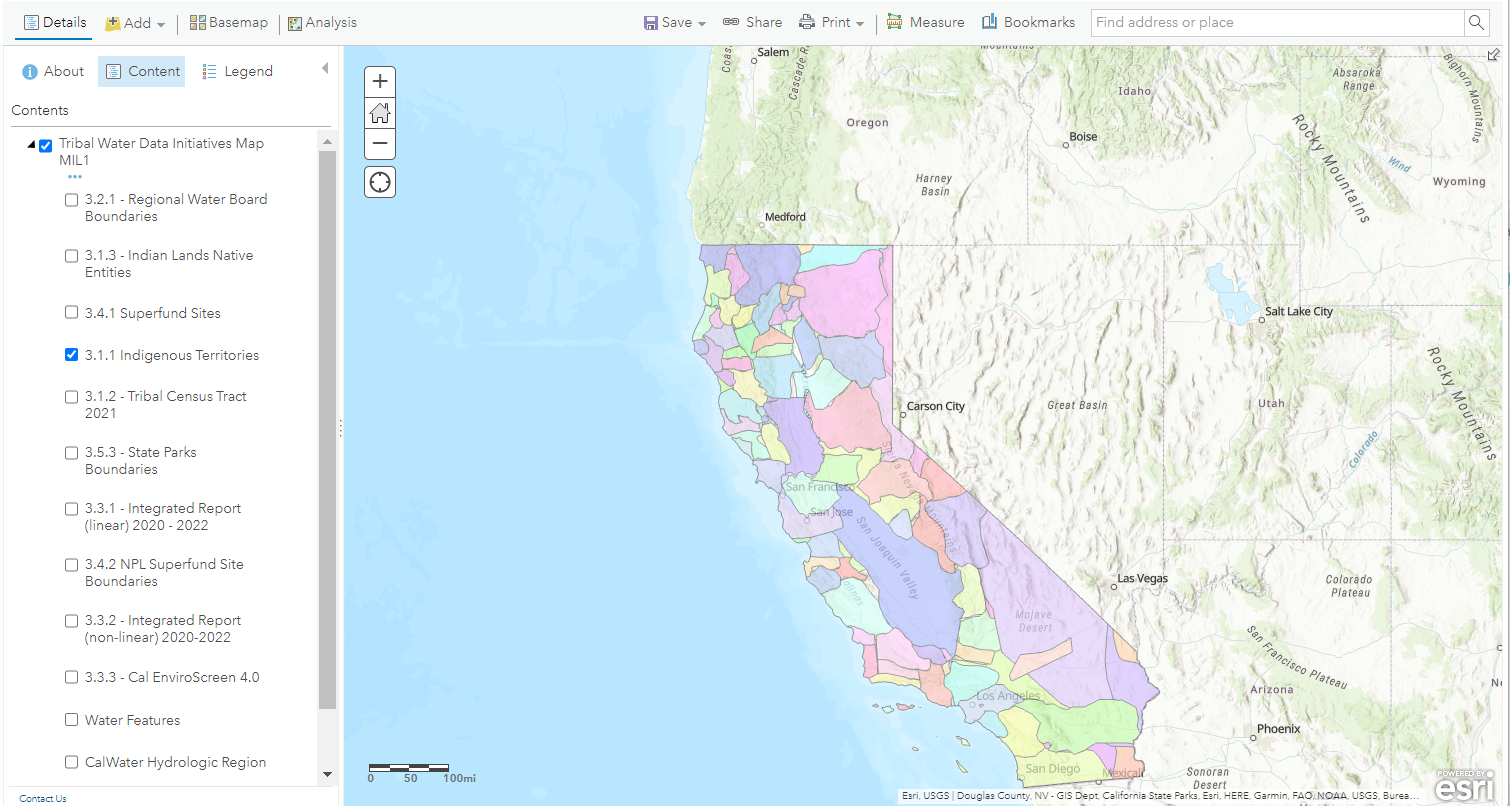 Details
Add
Basemap
Analysis
Save
Share
Print
Measure
Bookmarks
Find address or place
About
Content
Legend
Contents
Tribal Water Data Initiatives Map
MIL1
3.2.1 - Regional Water Board
Boundaries
3.1.3 - Indian Lands Native
Entities
3.4.1 Superfund Sites
3.1.1 Indigenous Territories
3.1.2 - Tribal Census Tract
2021
3.5.3 - State Parks
Boundaries
3.3.1 - Integrated Report
(linear) 2020 - 2022
3.4.2 NPL Superfund Site
Boundaries
3.3.2 - Integrated Report
(non-linear) 2020-2022
3.3.3 - Cal EnviroScreen 4.0
Water Features
CalWater Hydrologic Region
Contact Us
Salem
Cascade R
Coas
Mountains
Idaho
Absaroka
Range
Bighorn Mountains
Oregon
Boise
Rocky Mountains
Wind
Wyoming
Harney
Basin
Medford
Salt Lake City
Rocky Mountains
Carson City
Great Basin
Utah
Colorado
Sierra Nevada Mountains
San Francisco
San Jose
San Joaquin Valley
Las Vegas
Colorado
Plateau
Mojave
Desert
San Francisco Plateau
Los Angeles
Arizona
Phoenix
San Diego
Mexicali
Sonoran
Desert
0 50 100mi
Esri, USGS | Douglas County, NV - GIS Dept, California State Parks, Esri, HERE, Garmin, FAO, NOAA, USGS, Burea...
POWERED BY
esri